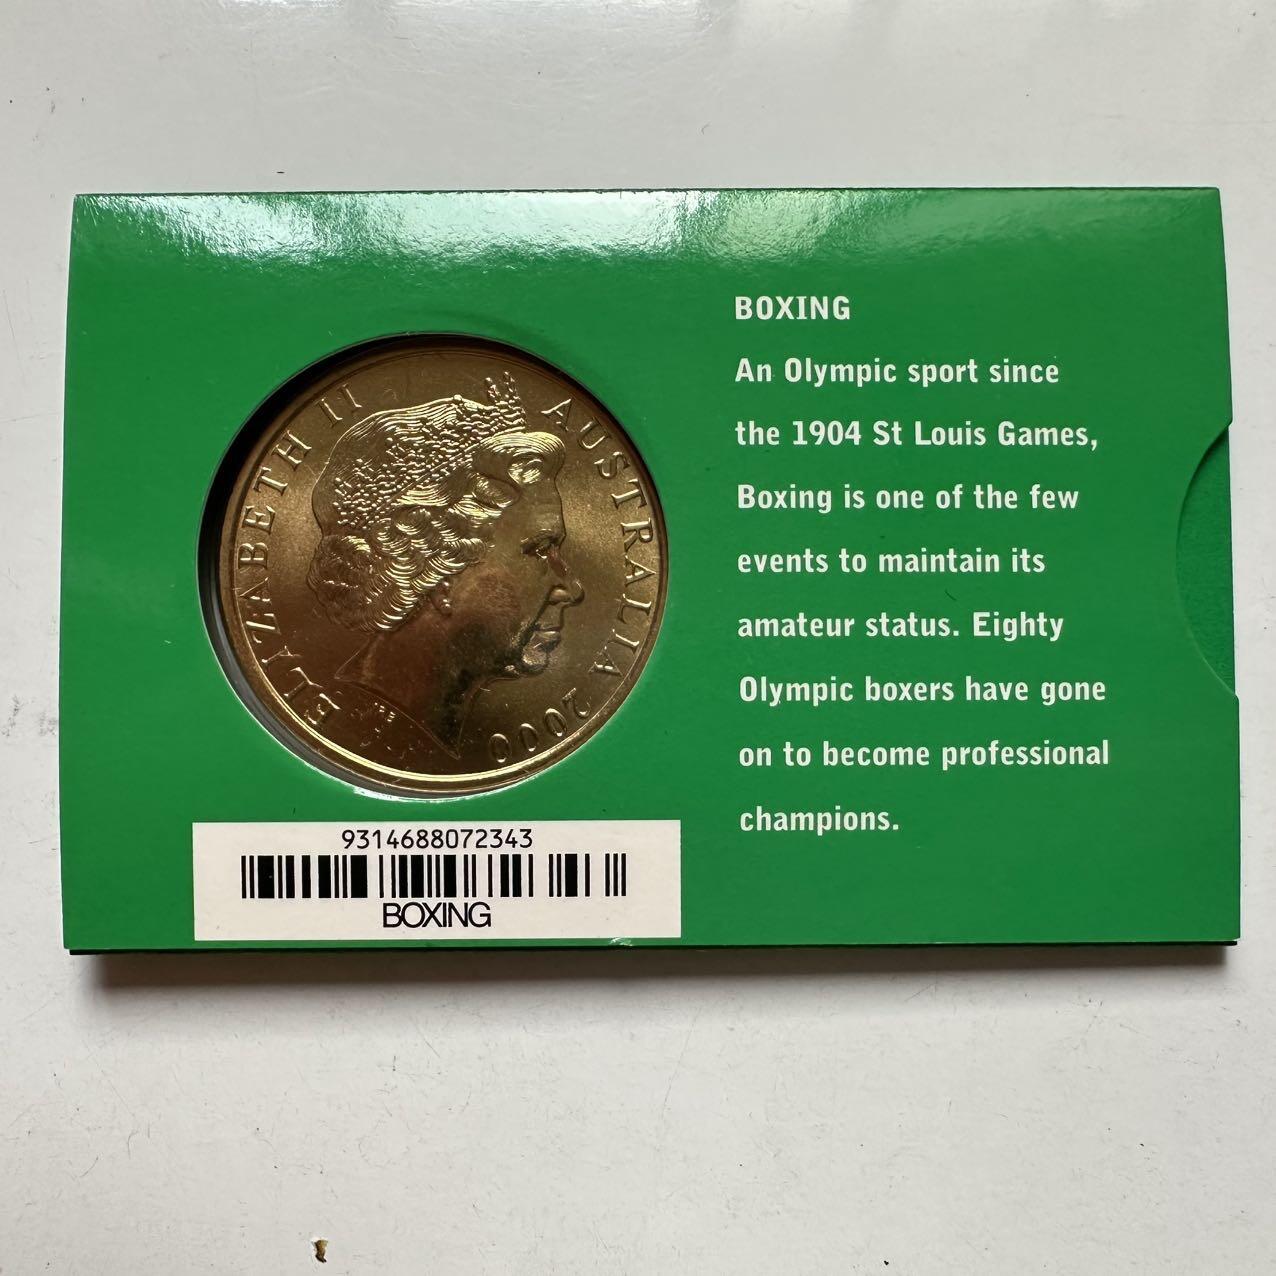 ELIZABETH II AUSTRALIA 2000
IRB
BOXING
An Olympic sport since
the 1904 St Louis Games,
Boxing is one of the few
events to maintain its
amateur status. Eighty
Olympic boxers have gone
on to become professional
champions.
9314688072343
BOXING